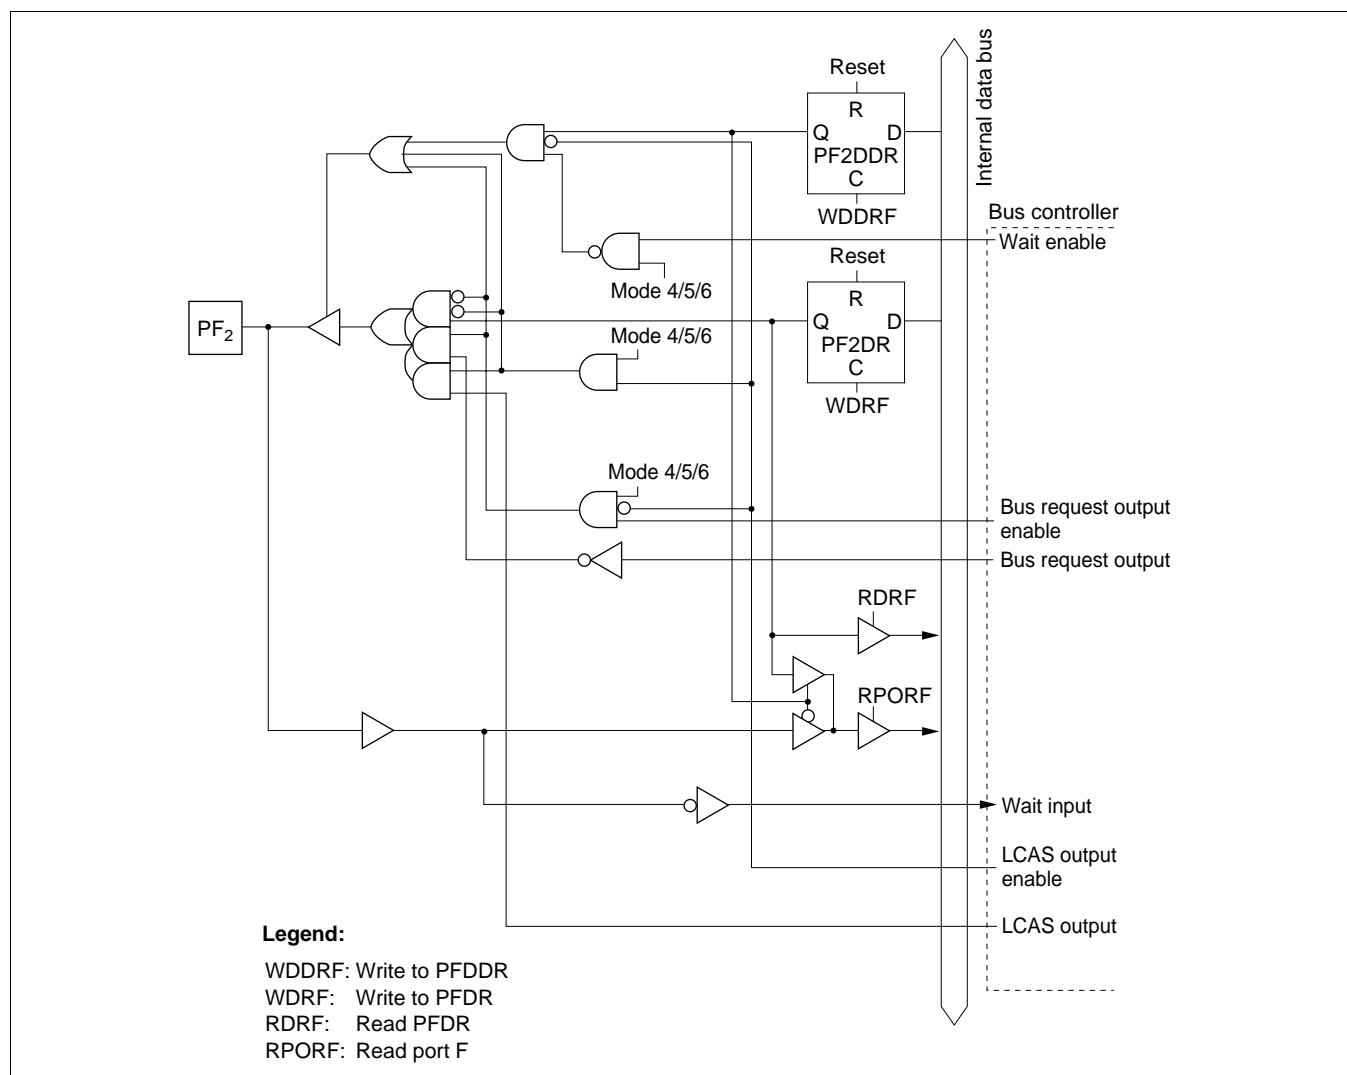 Reset
R
Q D
PF2DDR
C
WDDRF
Internal data bus
Bus controller
Wait enable
Mode 4/5/6
Reset
R
Q D
PF2DR
C
WDRF
PF2
Mode 4/5/6
Mode 4/5/6
Bus request output
enable
Bus request output
RDRF
RPORF
Wait input
LCAS output
enable
LCAS output
Legend:
WDDRF: Write to PFDDR
WDRF: Write to PFDR
RDRF: Read PFDR
RPORF: Read port F